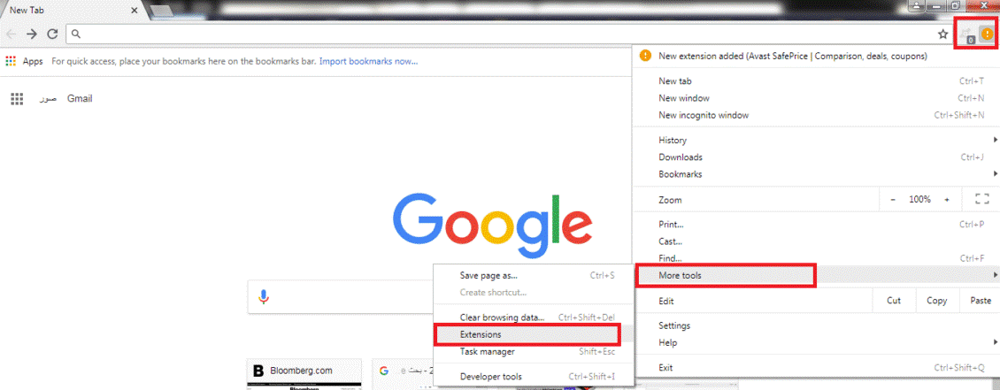 New Tab
0
Apps For quick access, place your bookmarks here on the bookmarks bar. Import bookmarks now...
صور Gmail
Google
New extension added (Avast SafePrice | Comparison, deals, coupons)
New tab Ctrl+T
New window Ctrl+N
New incognito window Ctrl+Shift+N
History
Downloads Ctrl+J
Bookmarks
Zoom − 100% +
Print... Ctrl+P
Cast...
Find... Ctrl+F
More tools
Edit Cut Copy Paste
Settings
Help
Exit Ctrl+Shift+Q
Save page as... Ctrl+S
Create shortcut...
Clear browsing data... Ctrl+Shift+Del
Extensions
Task manager Shift+Esc
Developer tools Ctrl+Shift+I
B Bloomberg.com
Bloomberg